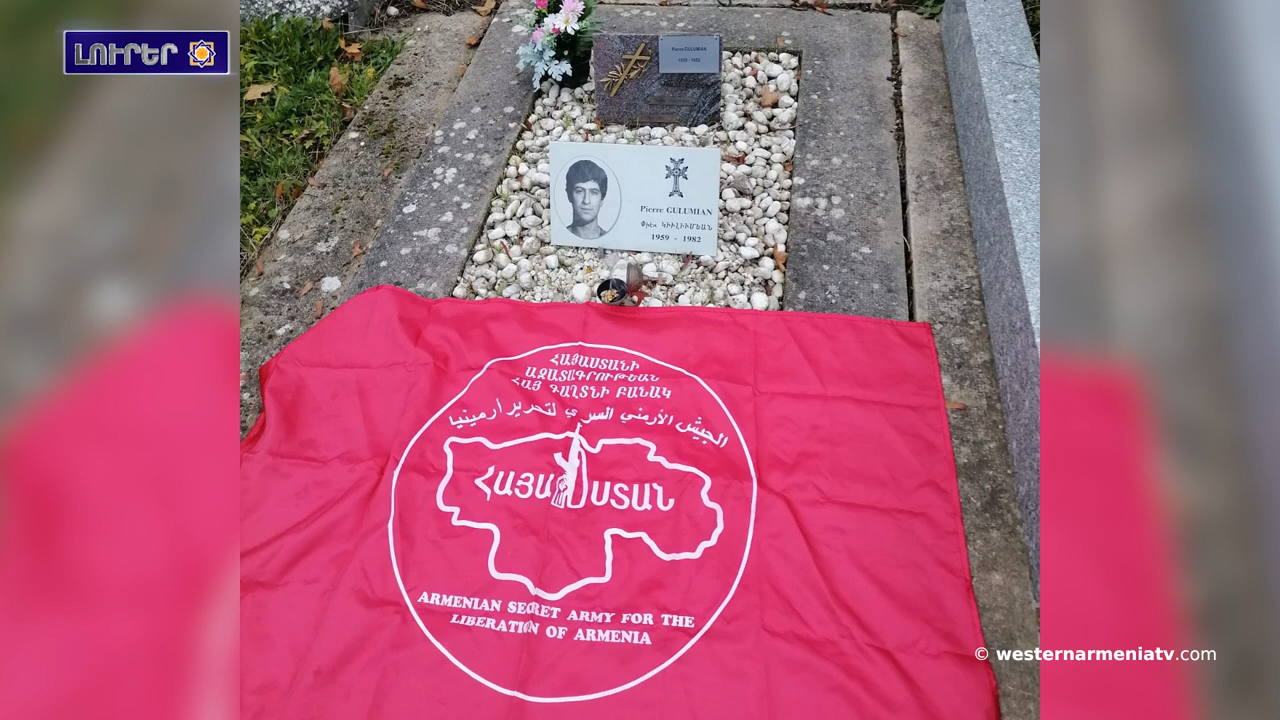 ԼՈՒՐԵՐ
Pierre GULUMIAN
1959 - 1982
Pierre GULUMIAN
Փիէռ ԿԻՒԼԻՒՄԵԱՆ
1959 - 1982
ՀԱՅԱՍՏԱՆԻ
ԱԶԱՏԱԳՐՈՒԹԵԱՆ
ՀԱՅ ԳԱՂՏՆԻ ԲԱՆԱԿ
الجيش الأرمني السري لتحرير أرمينيا
ՀԱՅԱՍՏԱՆ
ARMENIAN SECRET ARMY FOR THE
LIBERATION OF ARMENIA
© westernarmeniatv.com